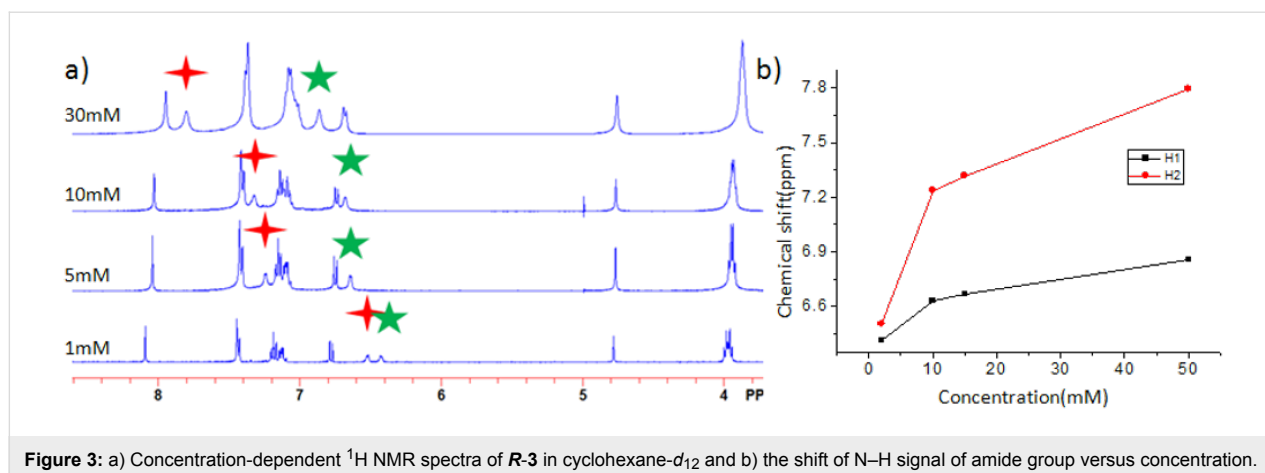 a)
30mM
10mM
5mM
1mM
8 7 6 5 4 PP
b)
Chemical shift(ppm)
7.8
7.5
7.2
6.9
6.6
H1
H2
0 10 20 30 40 50
Concentration(mM)
Figure 3: a) Concentration-dependent ¹H NMR spectra of R-3 in cyclohexane-d₁₂ and b) the shift of N–H signal of amide group versus concentration.